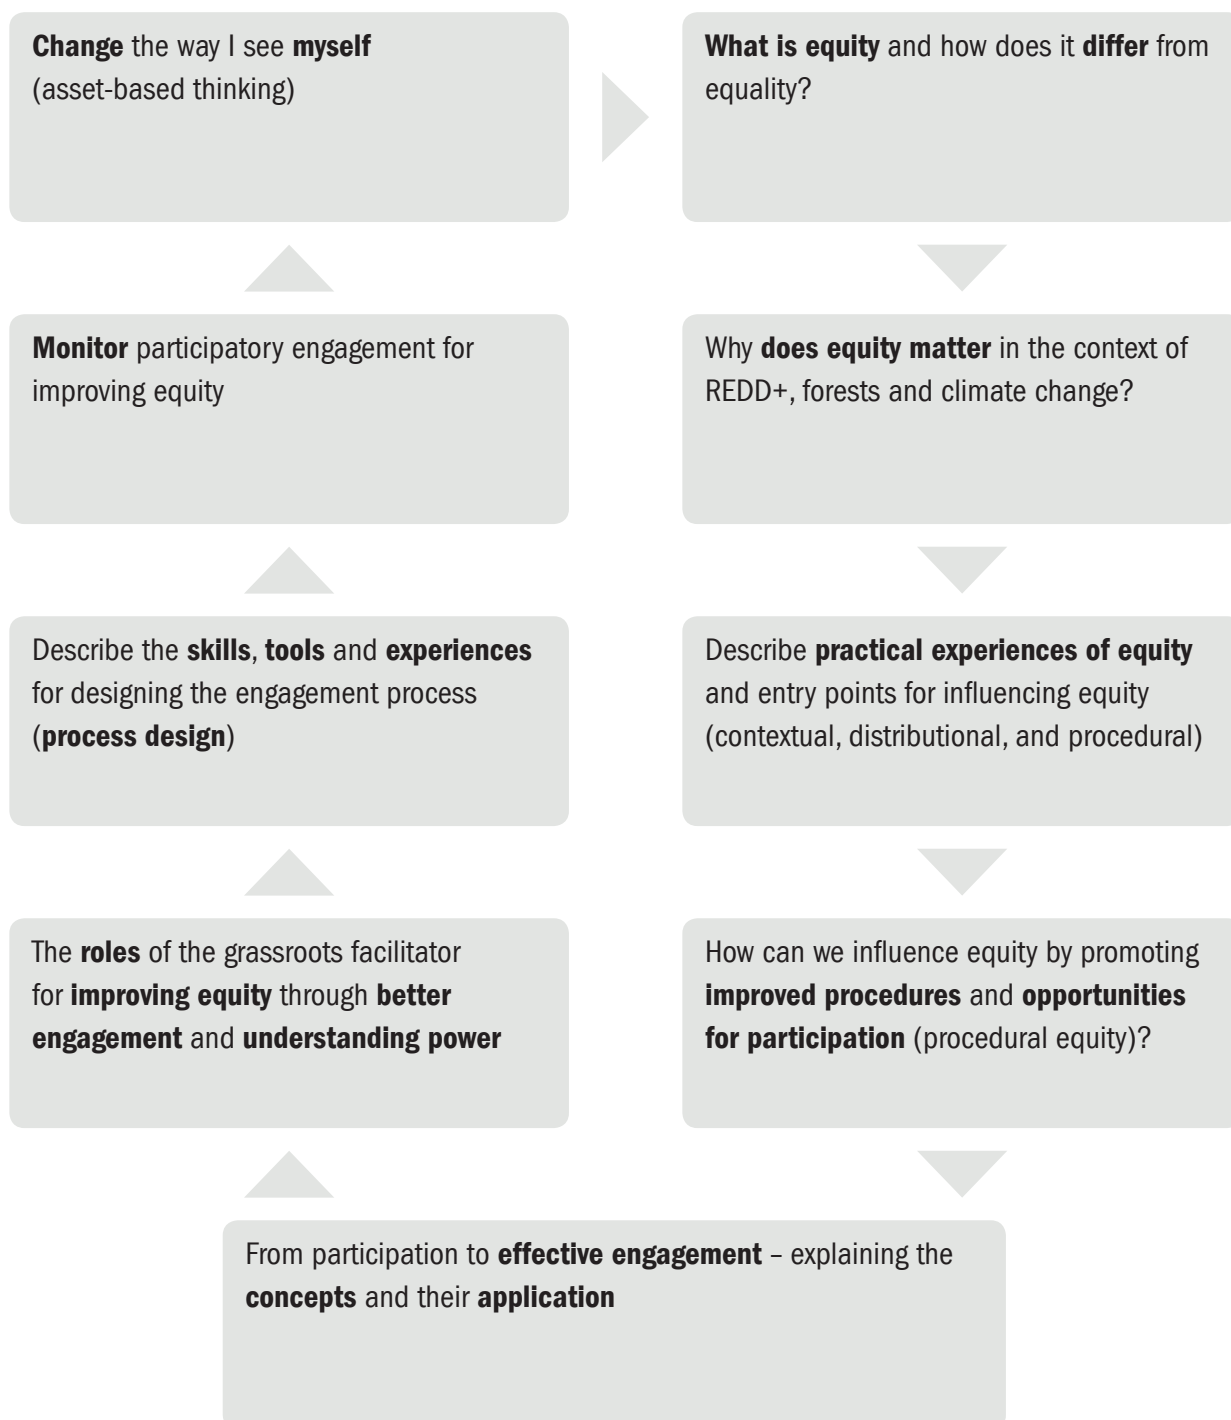 Change the way I see myself
(asset-based thinking)
What is equity and how does it differ from
equality?
Why does equity matter in the context of
REDD+, forests and climate change?
Describe practical experiences of equity
and entry points for influencing equity
(contextual, distributional, and procedural)
How can we influence equity by promoting
improved procedures and opportunities
for participation (procedural equity)?
From participation to effective engagement – explaining the
concepts and their application
The roles of the grassroots facilitator
for improving equity through better
engagement and understanding power
Describe the skills, tools and experiences
for designing the engagement process
(process design)
Monitor participatory engagement for
improving equity